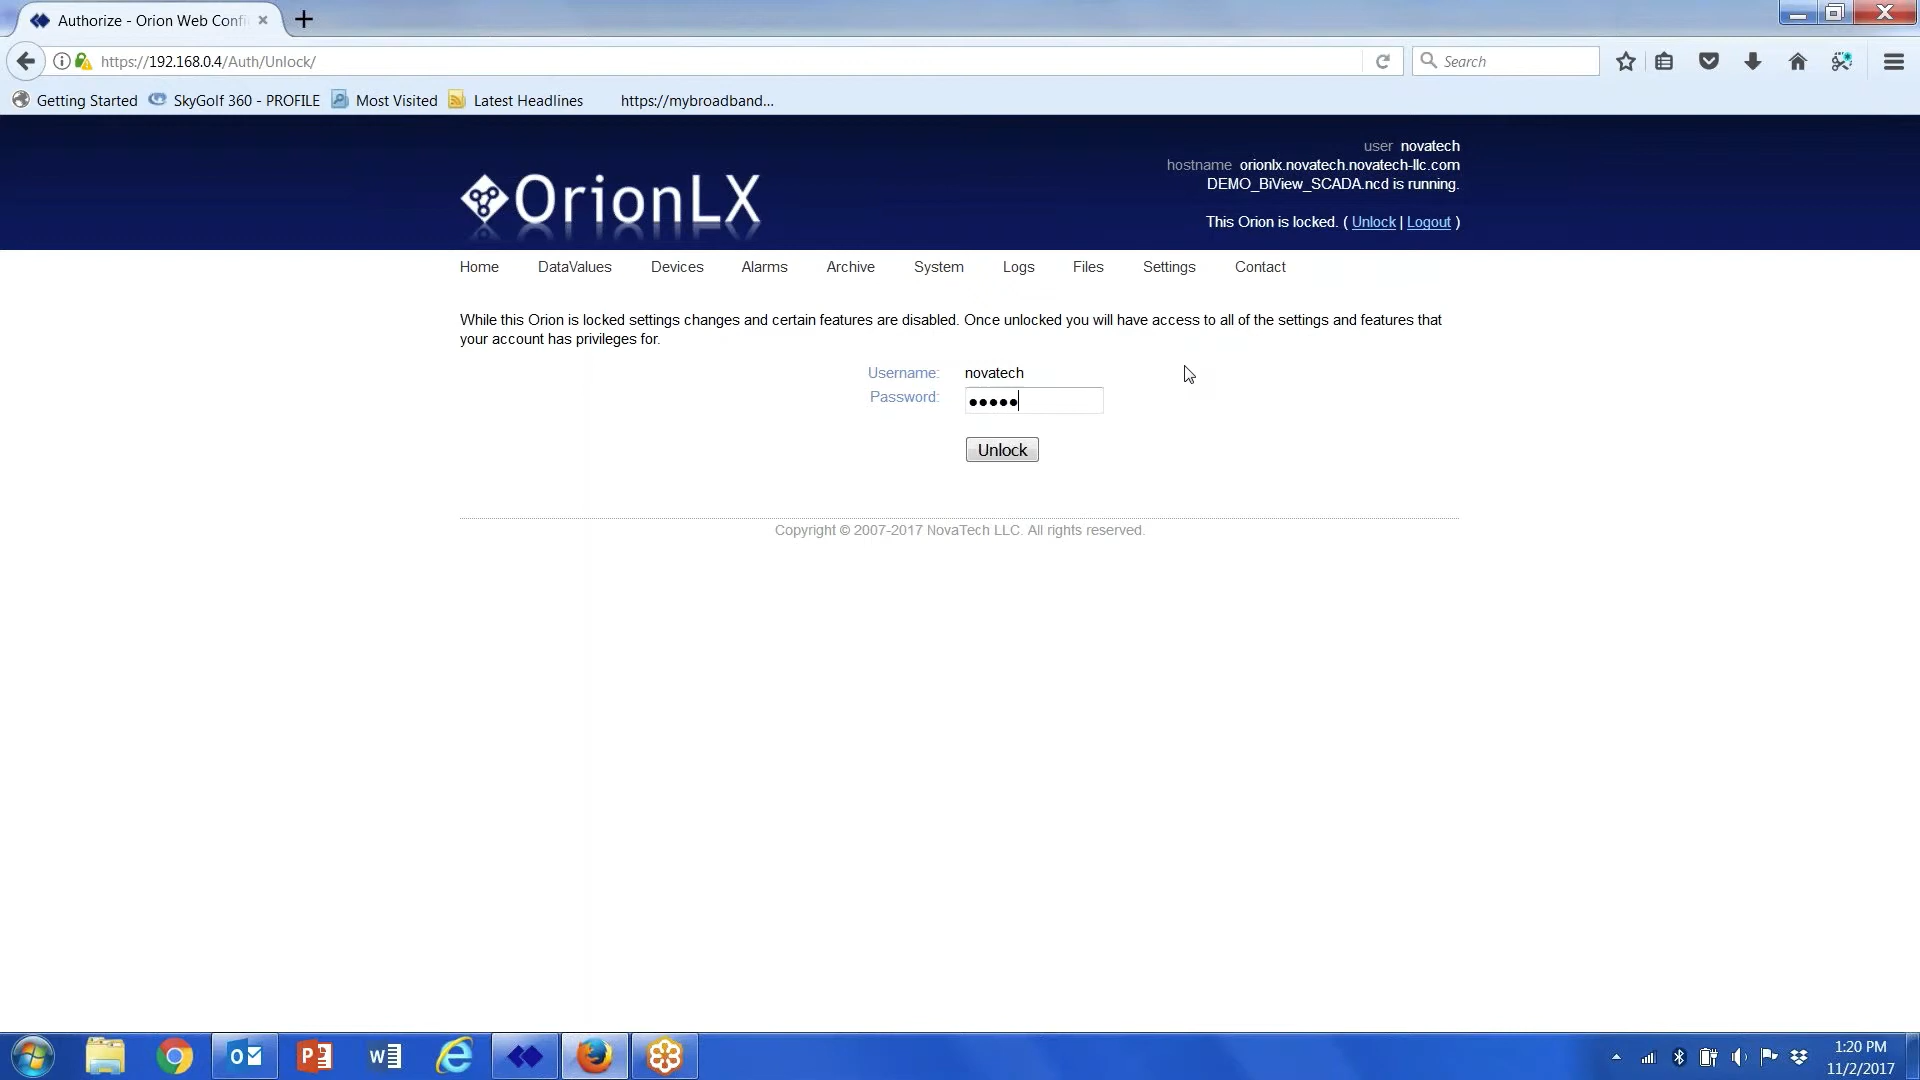 Authorize - Orion Web Confi
https://192.168.0.4/Auth/Unlock/
Search
Getting Started
SkyGolf 360 - PROFILE
Most Visited
Latest Headlines
https://mybroadband...
user novatech
hostname orionlx.novatech.novatech-llc.com
DEMO_BiView_SCADA.ncd is running.
OrionLX
This Orion is locked. ( Unlock | Logout )
Home DataValues Devices Alarms Archive System Logs Files Settings Contact
While this Orion is locked settings changes and certain features are disabled. Once unlocked you will have access to all of the settings and features that
your account has privileges for.
Username: novatech
Password: •••••
Unlock
Copyright © 2007-2017 NovaTech LLC. All rights reserved.
1:20 PM
11/2/2017